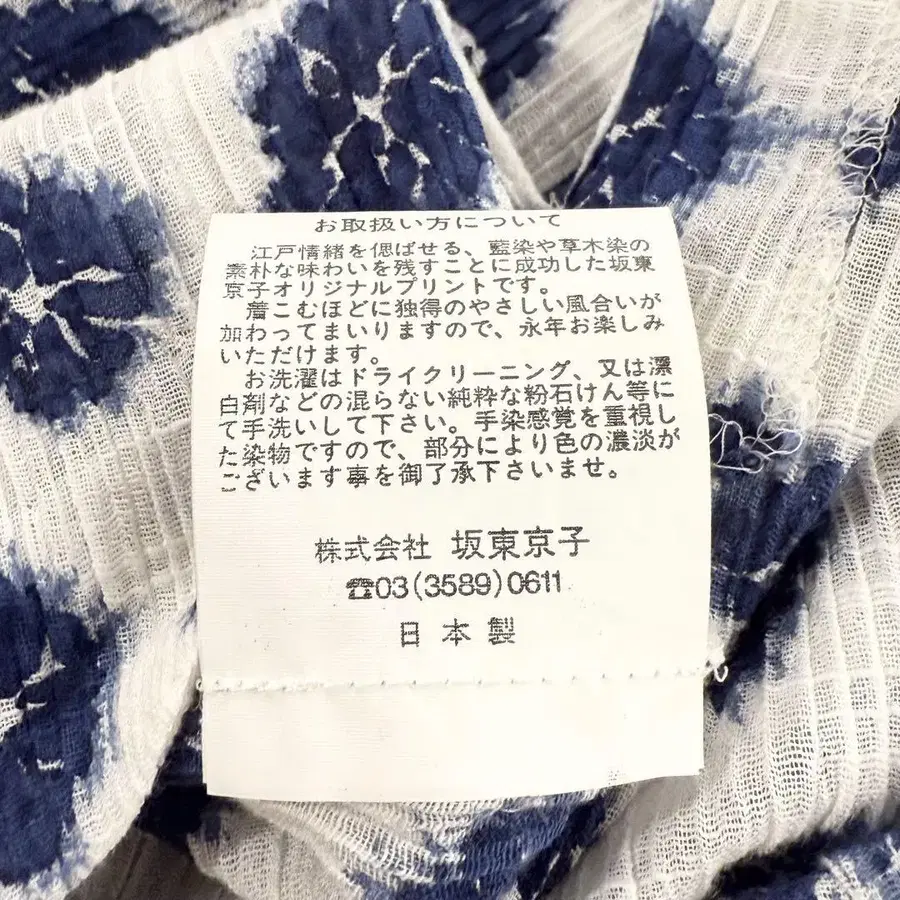 お取扱い方について
江戸情緒を偲ばせる、藍染や草木染の
素朴な味わいを残すことに成功した坂東
京子オリジナルプリントです。
着こむほどに独得のやさしい風合いが
加わってまいりますので、永年お楽しみ
いただけます。
お洗濯はドライクリーニング、又は漂
白剤などの混らない純粋な粉石けん等に
て手洗いして下さい。手染感覚を重視し
た染物ですので、部分により色の濃淡が
ございます事を御了承下さいませ。
株式会社 坂東京子
☎03(3589)0611
日本製